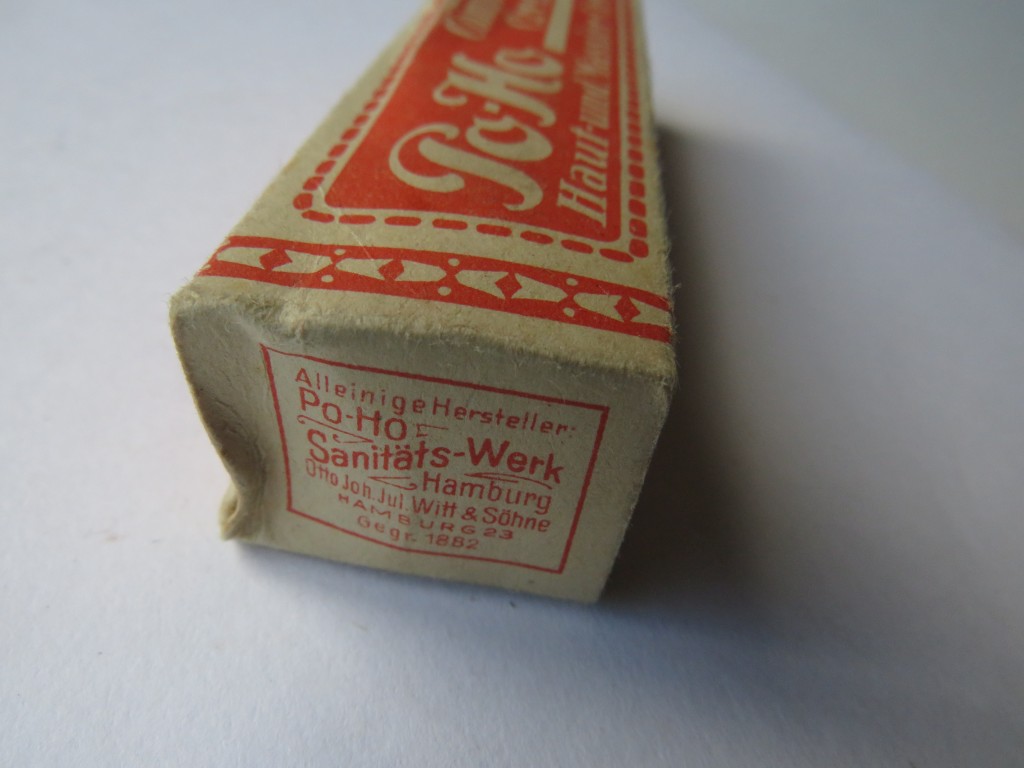 Po-Ho
Haut- und
Alleinige Hersteller:
Po-Ho
Sanitäts-Werk
Hamburg
Otto Joh. Jul. Witt & Söhne
HAMBURG 23
Gegr. 1882